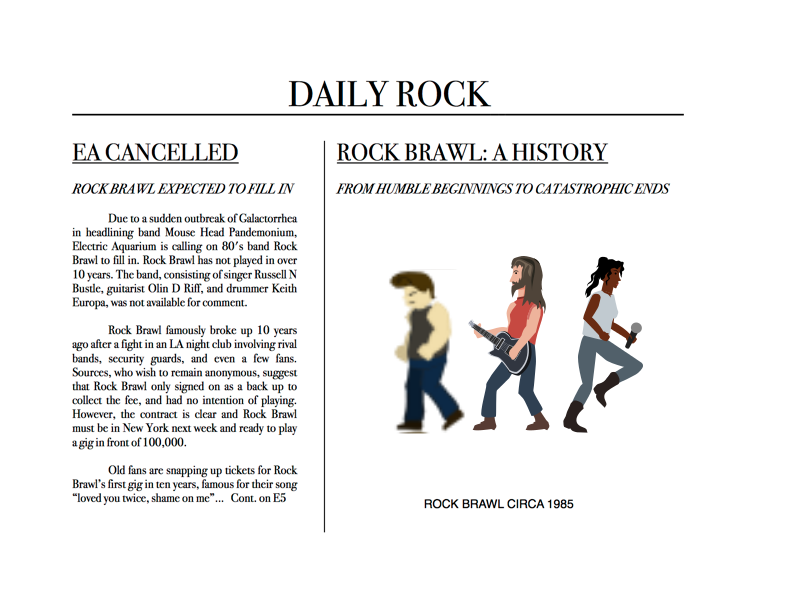 DAILY ROCK
EA CANCELLED
ROCK BRAWL EXPECTED TO FILL IN
Due to a sudden outbreak of Galactorrhea
in headlining band Mouse Head Pandemonium,
Electric Aquarium is calling on 80's band Rock
Brawl to fill in. Rock Brawl has not played in over
10 years. The band, consisting of singer Russell N
Bustle, guitarist Olin D Riff, and drummer Keith
Europa, was not available for comment.
Rock Brawl famously broke up 10 years
ago after a fight in an LA night club involving rival
bands, security guards, and even a few fans.
Sources, who wish to remain anonymous, suggest
that Rock Brawl only signed on as a back up to
collect the fee, and had no intention of playing.
However, the contract is clear and Rock Brawl
must be in New York next week and ready to play
a gig in front of 100,000.
Old fans are snapping up tickets for Rock
Brawl's first gig in ten years, famous for their song
“loved you twice, shame on me”... Cont. on E5
ROCK BRAWL: A HISTORY
FROM HUMBLE BEGINNINGS TO CATASTROPHIC ENDS
ROCK BRAWL CIRCA 1985